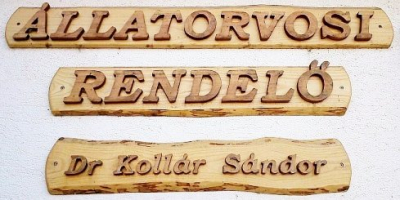 ÁLLATORVOSI
RENDELŐ
Dr Kollár Sándor